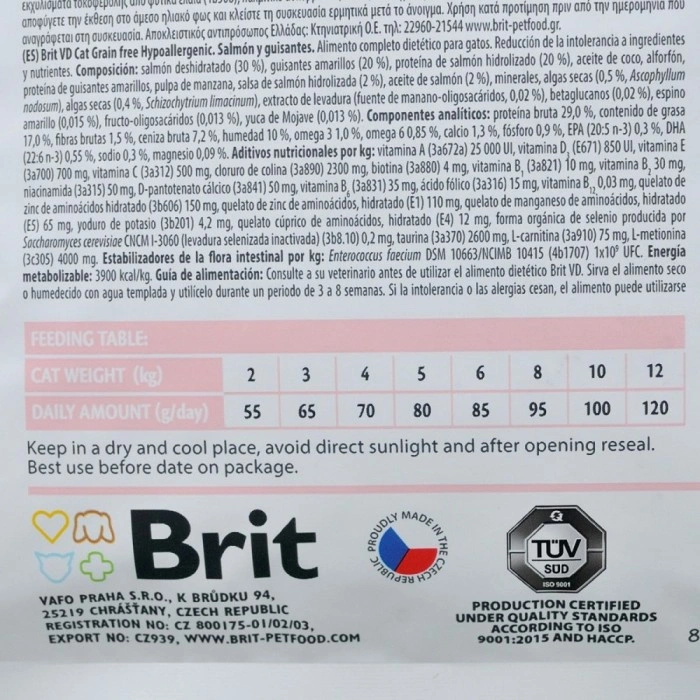 αποφύγετε την έκθεση στο άμεσο ηλιακό φως και κλείστε τη συσκευασία ερμητικά μετά το άνοιγμα. Χρήση κατά προτίμηση πριν από την ημερομηνία που
αναγράφεται στη συσκευασία. Αποκλειστικός αντιπρόσωπος Ελλάδας: Κτηνιατρική Ο.Ε. τηλ: 22960-21544 www.brit-petfood.gr.
(ES) Brit VD Cat Grain free Hypoallergenic. Salmón y guisantes. Alimento completo dietético para gatos. Reducción de la intolerancia a ingredientes
y nutrientes. Composición: salmón deshidratado (30 %), guisantes amarillos (20 %), proteína de salmón hidrolizado (20 %), aceite de coco, alforfón,
proteína de guisantes amarillos, pulpa de manzana, salsa de salmón hidrolizada (2 %), aceite de salmón (2 %), minerales, algas secas (0,5 %, Ascophyllum
nodosum), algas secas (0,4 %, Schizochytrium limacinum), extracto de levadura (fuente de manano-oligosacáridos, 0,02 %), betaglucanos (0,02 %), espino
amarillo (0,015 %), fructo-oligosacáridos (0,013 %), yuca de Mojave (0,013 %). Componentes analíticos: proteína bruta 29,0 %, contenido de grasa
17,0 %, fibras brutas 1,5 %, ceniza bruta 7,2 %, humedad 10 %, omega 3 1,0 %, omega 6 0,85 %, calcio 1,3 %, fósforo 0,9 %, EPA (20:5 n-3) 0,3 %, DHA
(22:6 n-3) 0,55 %, sodio 0,3 %, magnesio 0,09 %. Aditivos nutricionales por kg: vitamina A (3a672a) 25 000 UI, vitamina D₃ (E671) 850 UI, vitamina E
(3a700) 700 mg, vitamina C (3a312) 500 mg, cloruro de colina (3a890) 2300 mg, biotina (3a880) 4 mg, vitamina B₁ (3a821) 10 mg, vitamina B₂ 30 mg,
niacinamida (3a315) 50 mg, D-pantotenato cálcico (3a841) 50 mg, vitamina B₆ (3a831) 35 mg, ácido fólico (3a316) 15 mg, vitamina B₁₂ 0,03 mg, quelato de
zinc de aminoácidos hidratado (3b606) 150 mg, quelato de zinc de aminoácidos, hidratado (E1) 110 mg, quelato de manganeso de aminoácidos, hidratado
(E5) 65 mg, yoduro de potasio (3b201) 4,2 mg, quelato cúprico de aminoácidos, hidratado (E4) 12 mg, forma orgánica de selenio producida por
Saccharomyces cerevisiae CNCM I-3060 (levadura selenizada inactivada) (3b8.10) 0,2 mg, taurina (3a370) 2600 mg, L-carnitina (3a910) 75 mg, L-metionina
(3c305) 4000 mg. Estabilizadores de la flora intestinal por kg: Enterococcus faecium DSM 10663/NCIMB 10415 (4b1707) 1x10⁹ UFC. Energía
metabolizable: 3900 kcal/kg. Guía de alimentación: Consulte a su veterinario antes de utilizar el alimento dietético Brit VD. Sirva el alimento seco
o humedecido con agua templada y utilícelo durante un periodo de 3 a 8 semanas. Si la intolerancia o las alergias cesan, el alimento puede utilizarse
FEEDING TABLE:
CAT WEIGHT (kg) 2 3 4 5 6 8 10 12
DAILY AMOUNT (g/day) 55 65 70 80 85 95 100 120
Keep in a dry and cool place, avoid direct sunlight and after opening reseal.
Best use before date on package.
Brit
PROUDLY MADE IN THE CZECH REPUBLIC
TÜV
SÜD
ISO 9001
VAFO PRAHA S.R.O., K BRŮDKU 94,
25219 CHRÁŠŤANY, CZECH REPUBLIC
REGISTRATION NO: CZ 800175-01/02/03,
EXPORT NO: CZ939, WWW.BRIT-PETFOOD.COM
PRODUCTION CERTIFIED
UNDER QUALITY STANDARDS
ACCORDING TO ISO
9001:2015 AND HACCP.
8